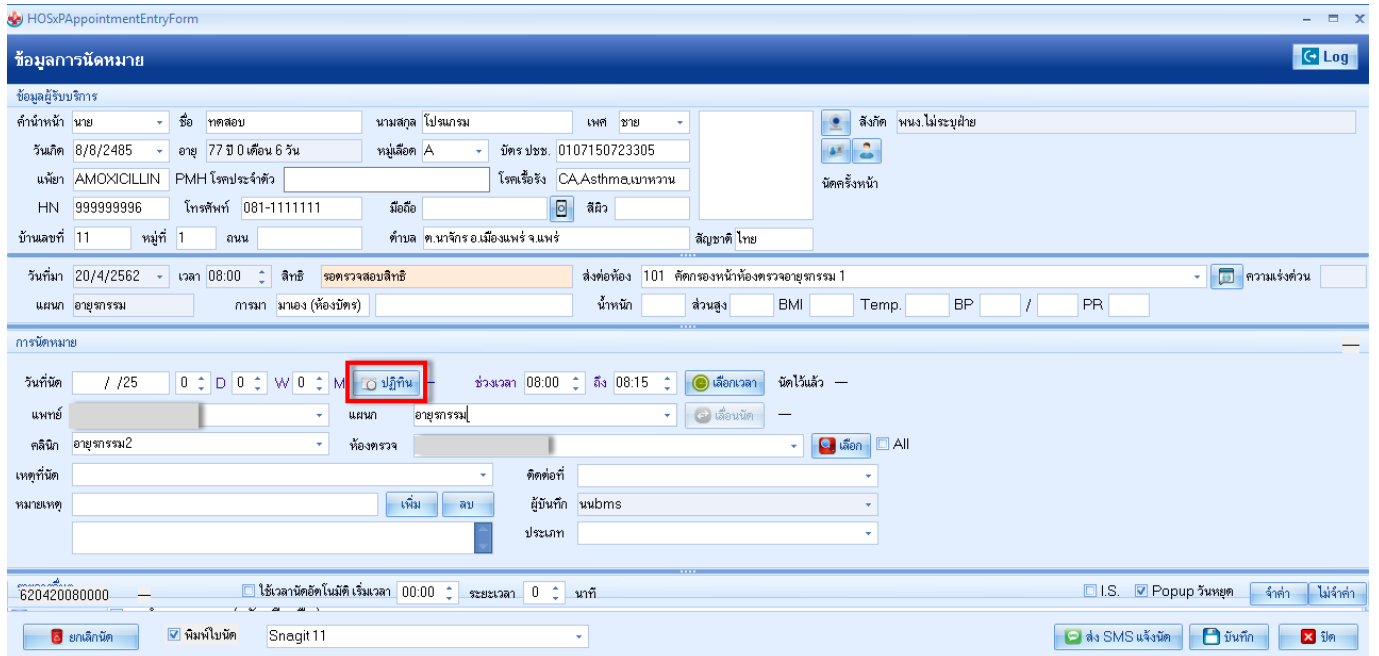 HOSxPAppointmentEntryForm
ข้อมูลการนัดหมาย Log
ข้อมูลผู้รับบริการ
คำนำหน้า นาย ชื่อ ทดสอบ นามสกุล โปรแกรม เพศ ชาย สังกัด พนง.ไม่ระบุฝ่าย
วันเกิด 8/8/2485 อายุ 77 ปี 0 เดือน 6 วัน หมู่เลือด A บัตร ปชช. 0107150723305
แพ้ยา AMOXICILLIN PMH โรคประจำตัว โรคเรื้อรัง CA,Asthma,เบาหวาน นัดครั้งหน้า
HN 999999996 โทรศัพท์ 081-1111111 มือถือ สีผิว
บ้านเลขที่ 11 หมู่ที่ 1 ถนน ตำบล ต.นาจักร อ.เมืองแพร่ จ.แพร่ สัญชาติ ไทย
วันที่มา 20/4/2562 เวลา 08:00 สิทธิ รอตรวจสอบสิทธิ ส่งต่อห้อง 101 คัดกรองหน้าห้องตรวจอายุรกรรม 1 ความเร่งด่วน
แผนก อายุรกรรม การมา มาเอง (ห้องบัตร) น้ำหนัก ส่วนสูง BMI Temp. BP / PR
การนัดหมาย
วันที่นัด / /25 0 D 0 W 0 M ปฏิทิน ช่วงเวลา 08:00 ถึง 08:15 เลือกเวลา นัดไว้แล้ว —
แพทย์ แผนก อายุรกรรม เลื่อนนัด —
คลินิก อายุรกรรม2 ห้องตรวจ เลือก All
เหตุที่นัด ติดต่อที่
หมายเหตุ เพิ่ม ลบ ผู้บันทึก นนbms
ประเภท
620420080000 — ใช้เวลานัดอัตโนมัติ เริ่มเวลา 00:00 ระยะเวลา 0 นาที I.S. Popup วันหยุด จำค่า ไม่จำค่า
ยกเลิกนัด พิมพ์ใบนัด Snagit 11 ส่ง SMS แจ้งนัด บันทึก ปิด